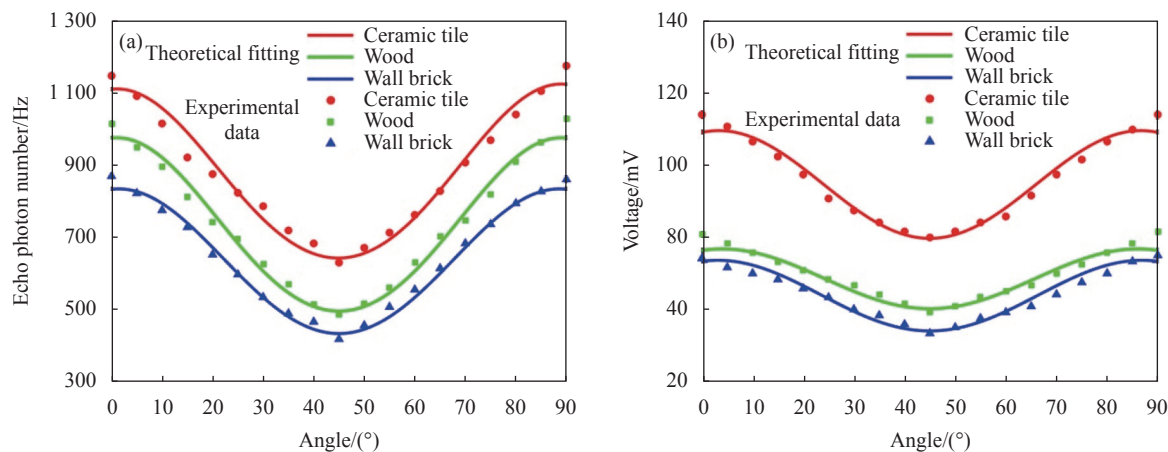 1 300
1 100
900
700
500
300
Echo photon number/Hz
(a)
Theoretical fitting
Ceramic tile
Wood
Wall brick
Experimental
data
Ceramic tile
Wood
Wall brick
0 10 20 30 40 50 60 70 80 90
Angle/(°)
140
120
100
80
60
40
20
Voltage/mV
(b)
Theoretical fitting
Ceramic tile
Wood
Wall brick
Experimental data
Ceramic tile
Wood
Wall brick
0 10 20 30 40 50 60 70 80 90
Angle/(°)